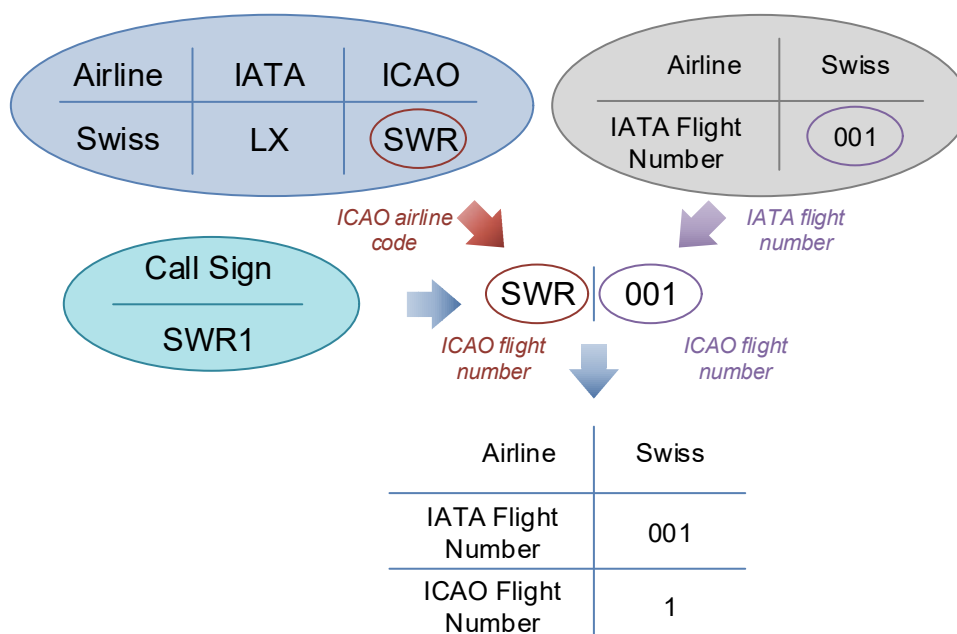 Airline IATA ICAO
Swiss LX SWR
Airline Swiss
IATA Flight
Number
001
ICAO airline
code
IATA flight
number
Call Sign
SWR1
SWR 001
ICAO flight
number
ICAO flight
number
Airline Swiss
IATA Flight
Number
001
ICAO Flight
Number
1